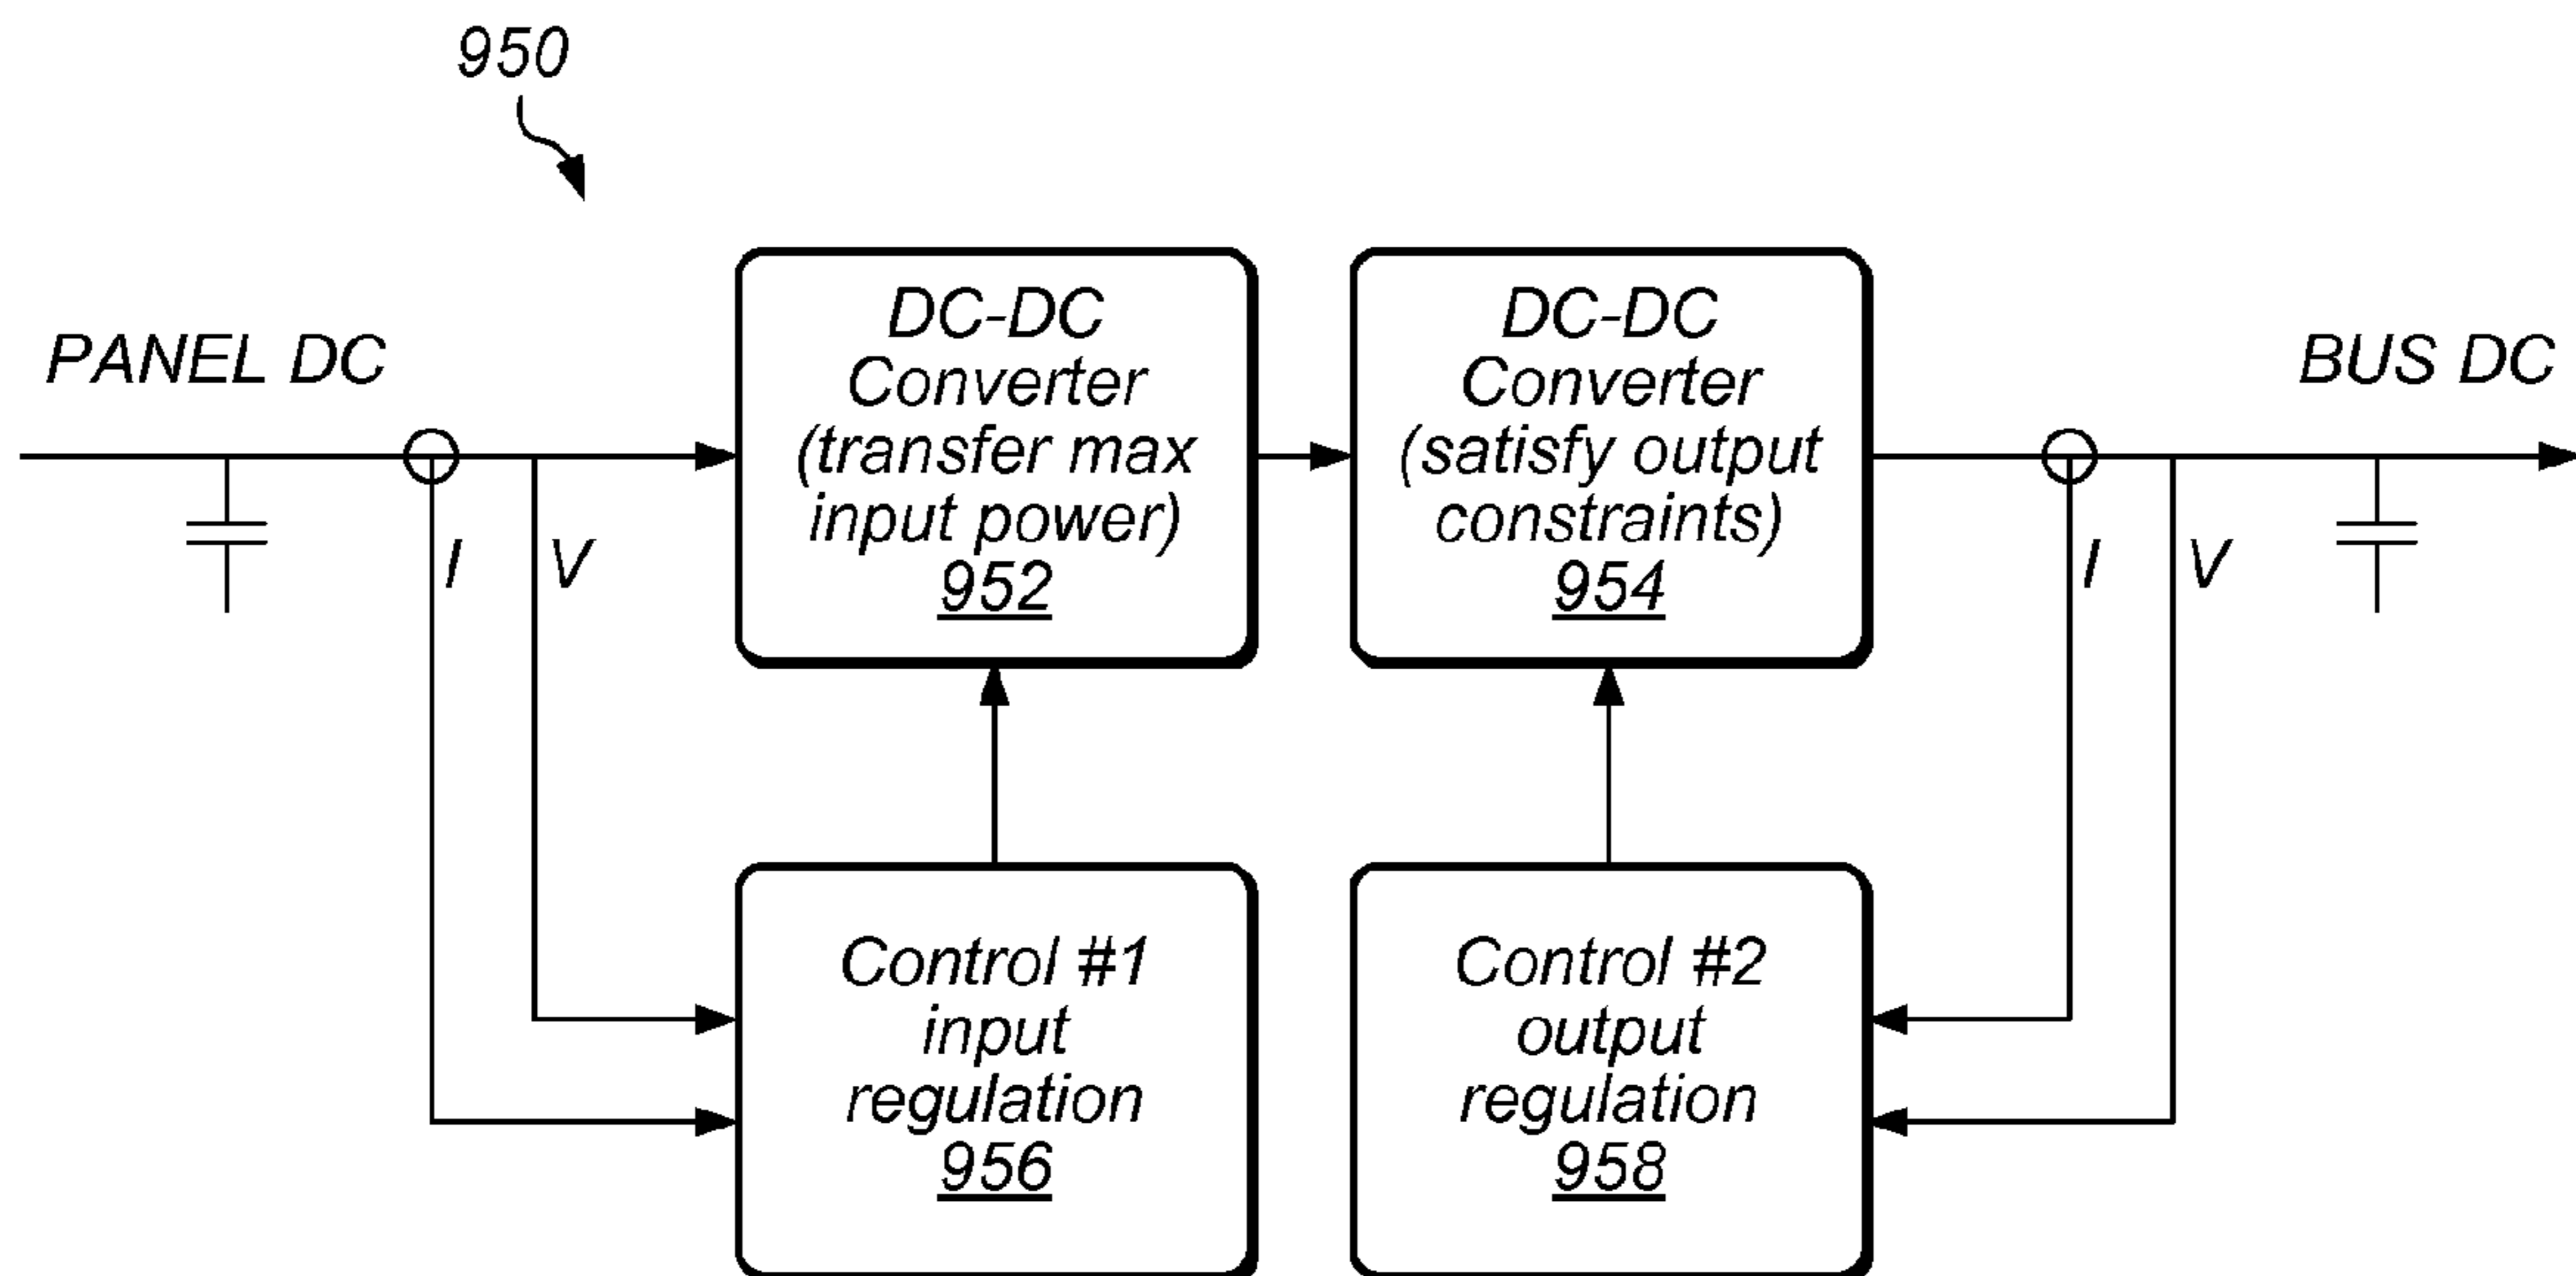 950
PANEL DC
DC-DC
Converter
(transfer max
input power)
952
DC-DC
Converter
(satisfy output
constraints)
954
BUS DC
I
V
I
V
Control #1
input
regulation
956
Control #2
output
regulation
958